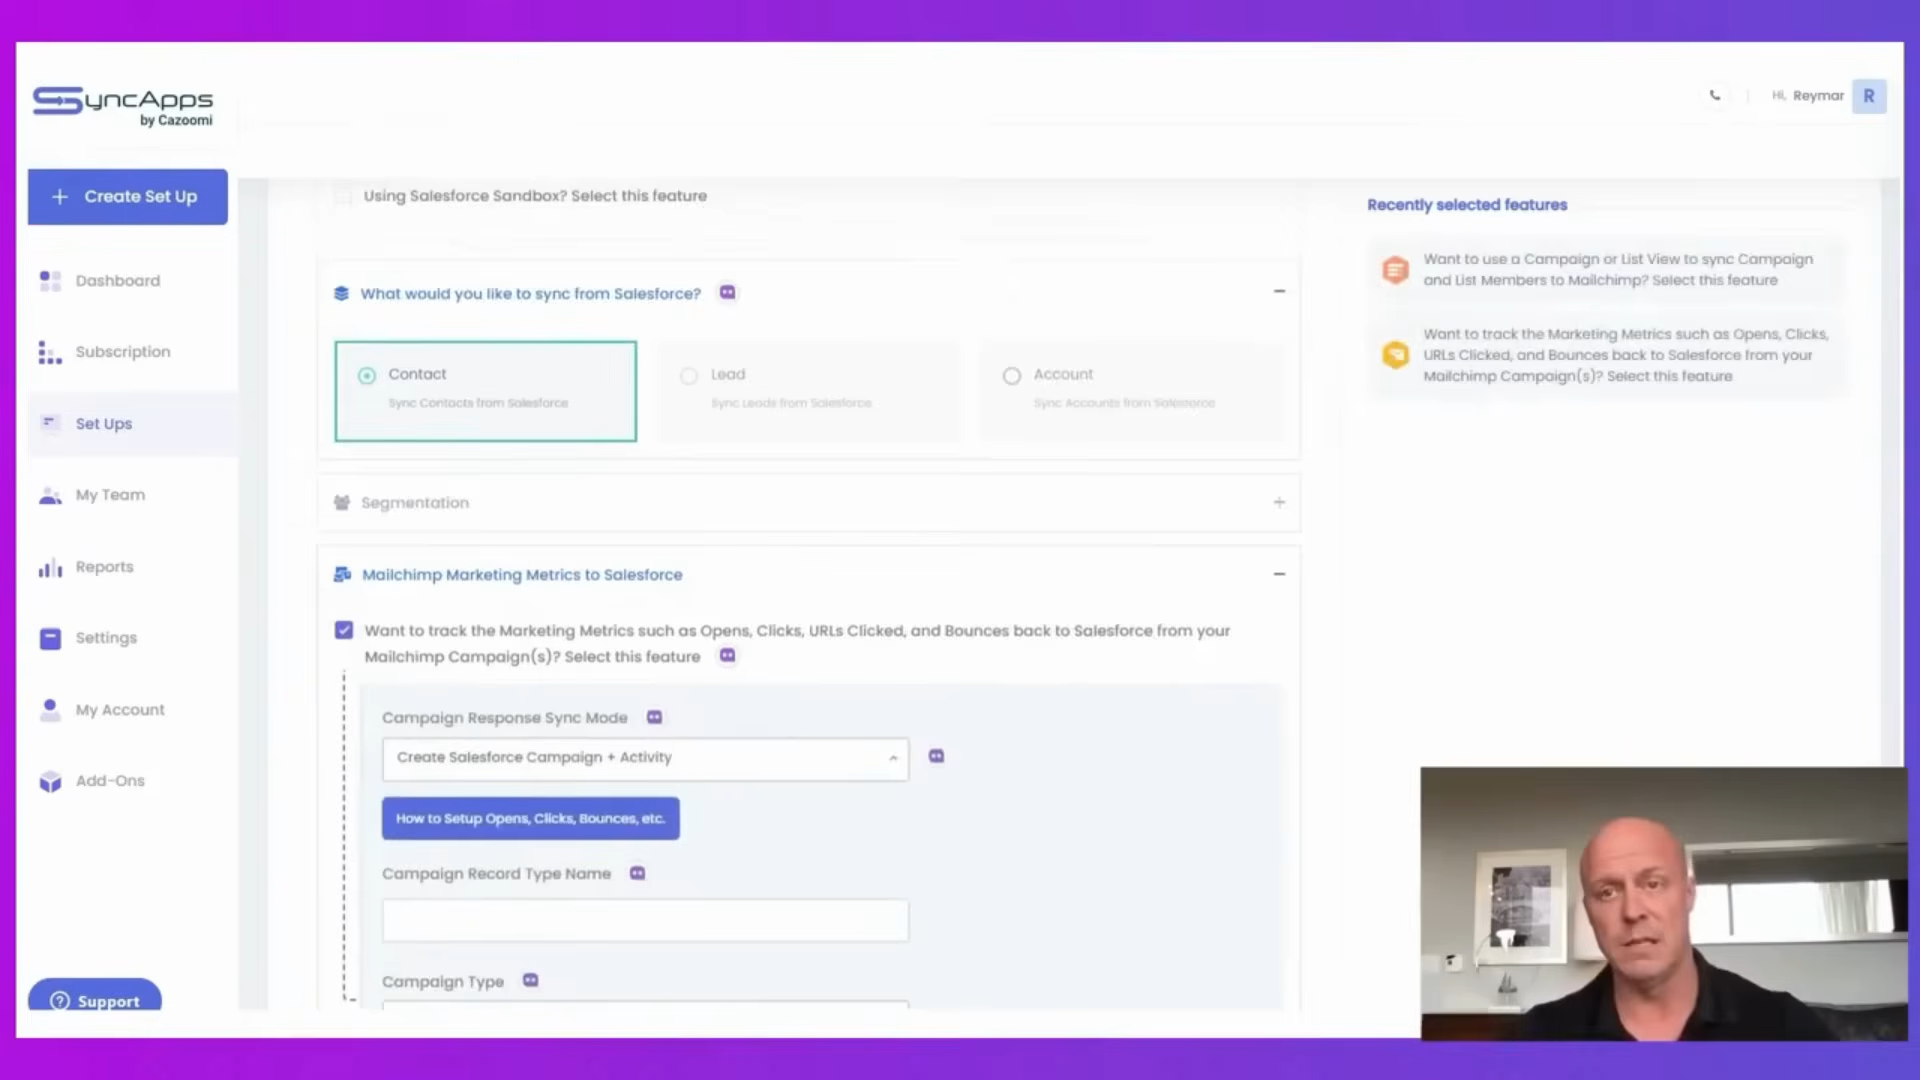 SyncApps
by Cazoomi
Hi, Reymar
R
+ Create Set Up
Dashboard
Subscription
Set Ups
My Team
Reports
Settings
My Account
Add-Ons
Support
Using Salesforce Sandbox? Select this feature
What would you like to sync from Salesforce?
Contact
Sync Contacts from Salesforce
Lead
Sync Leads from Salesforce
Account
Sync Accounts from Salesforce
Segmentation
Mailchimp Marketing Metrics to Salesforce
Want to track the Marketing Metrics such as Opens, Clicks, URLs Clicked, and Bounces back to Salesforce from your
Mailchimp Campaign(s)? Select this feature
Campaign Response Sync Mode
Create Salesforce Campaign + Activity
How to Setup Opens, Clicks, Bounces, etc.
Campaign Record Type Name
Campaign Type
Recently selected features
Want to use a Campaign or List View to sync Campaign
and List Members to Mailchimp? Select this feature
Want to track the Marketing Metrics such as Opens, Clicks,
URLs Clicked, and Bounces back to Salesforce from your
Mailchimp Campaign(s)? Select this feature